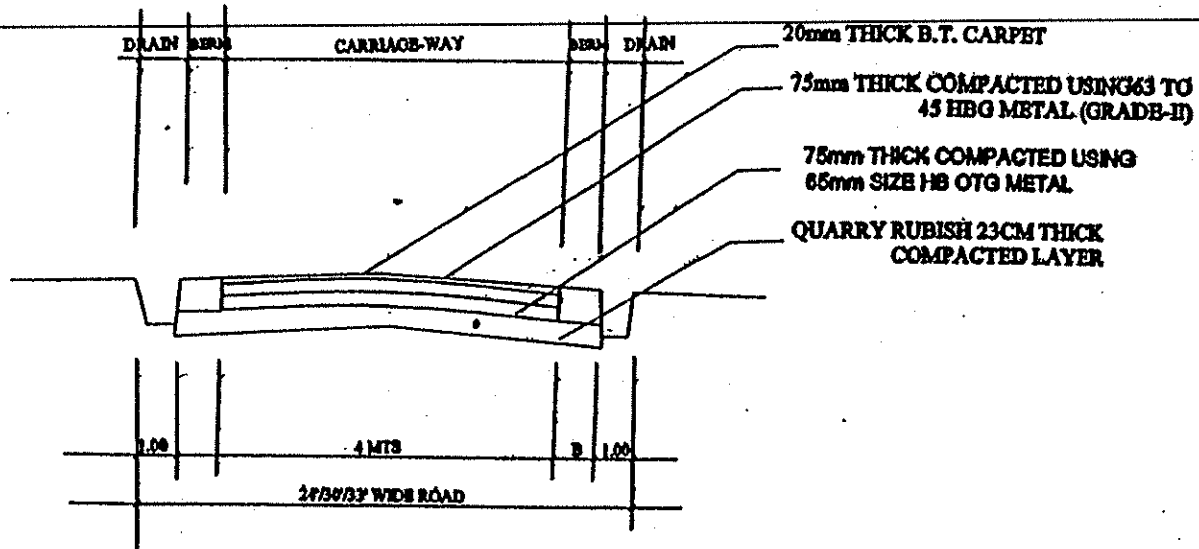 DRAIN BERM CARRIAGE-WAY BERM DRAIN
20mm THICK B.T. CARPET
75mm THICK COMPACTED USING63 TO
45 HBG METAL (GRADE-II)
75mm THICK COMPACTED USING
65mm SIZE HB OTG METAL
QUARRY RUBISH 23CM THICK
COMPACTED LAYER
1.00 4 MTS B 1.00
24'/30'/33' WIDE ROAD